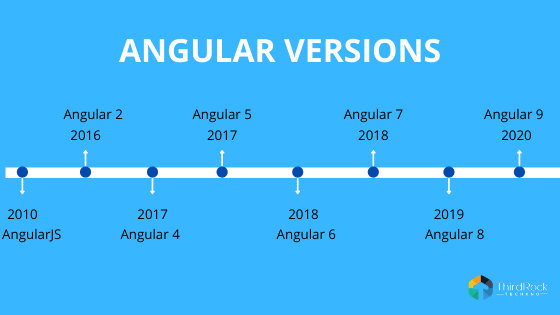 ANGULAR VERSIONS
Angular 2
2016
Angular 5
2017
Angular 7
2018
Angular 9
2020
2010
AngularJS
2017
Angular 4
2018
Angular 6
2019
Angular 8
ThirdRock
TECHKNO